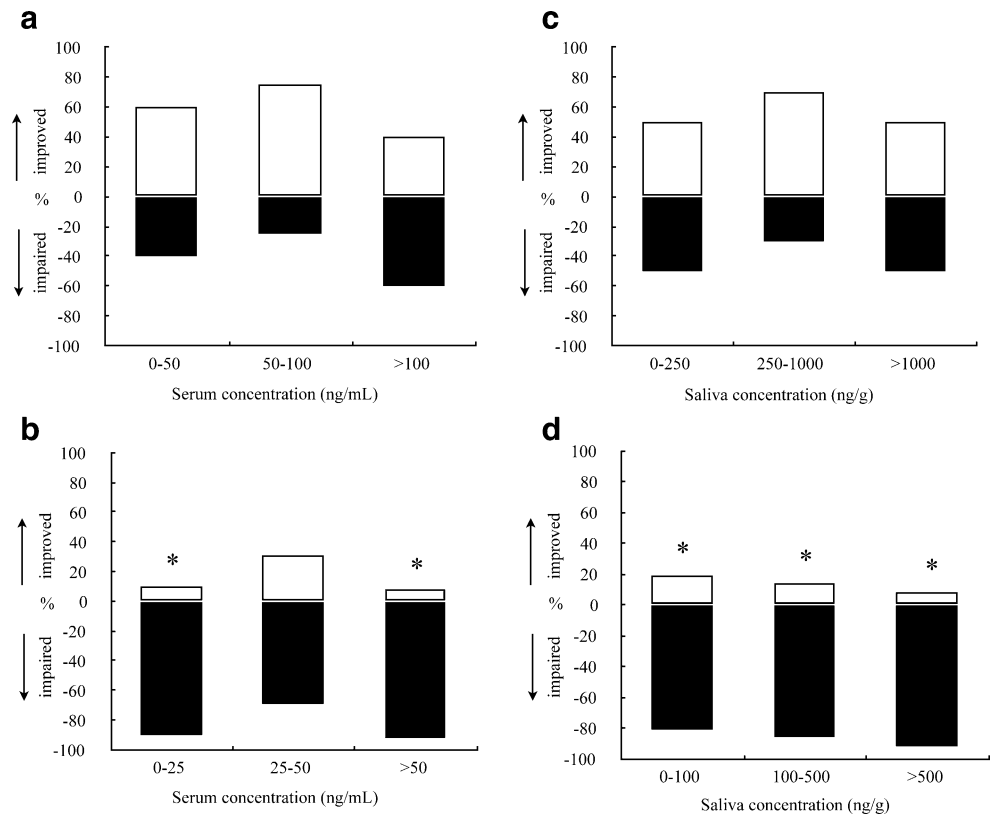 a
100
80
60
40
20
0
-20
-40
-60
-80
-100
improved
%
impaired
0-50 50-100 >100
Serum concentration (ng/mL)
c
100
80
60
40
20
0
-20
-40
-60
-80
-100
improved
%
impaired
0-250 250-1000 >1000
Saliva concentration (ng/g)
b
100
80
60
40
20
0
-20
-40
-60
-80
-100
improved
%
impaired
* *
0-25 25-50 >50
Serum concentration (ng/mL)
d
100
80
60
40
20
0
-20
-40
-60
-80
-100
improved
%
impaired
* * *
0-100 100-500 >500
Saliva concentration (ng/g)